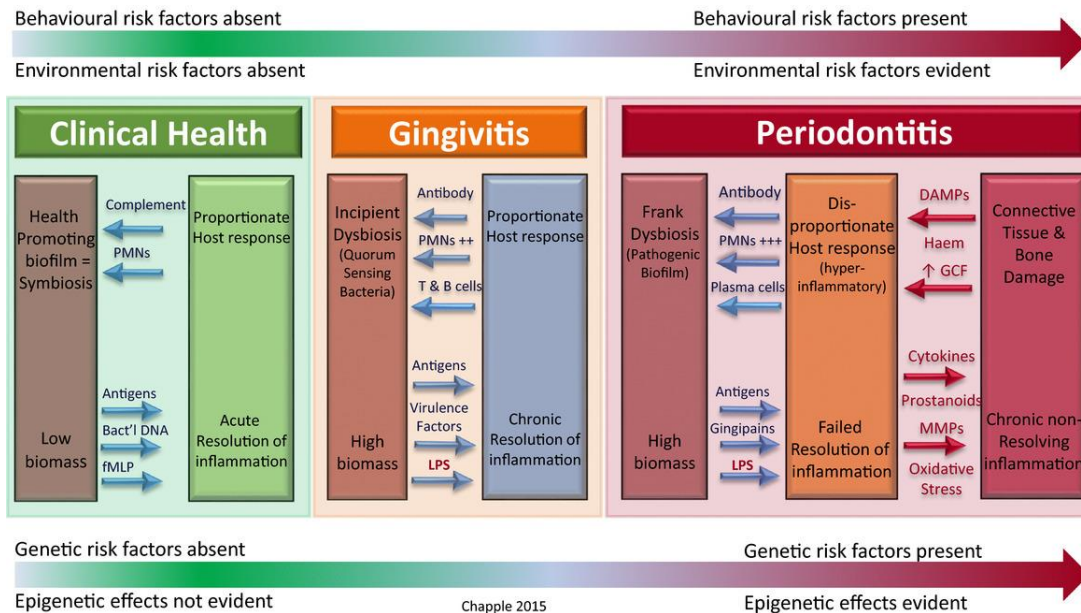 Behavioural risk factors absent
Behavioural risk factors present
Environmental risk factors absent
Environmental risk factors evident
Clinical Health
Health
Promoting
biofilm =
Symbiosis
Low
biomass
Complement
PMNs
Antigens
Bact'l DNA
fMLP
Proportionate
Host response
Acute
Resolution of
inflammation
Gingivitis
Incipient
Dysbiosis
(Quorum
Sensing
Bacteria)
High
biomass
Antibody
PMNs ++
T & B cells
Antigens
Virulence
Factors
LPS
Proportionate
Host response
Chronic
Resolution of
inflammation
Periodontitis
Frank
Dysbiosis
(Pathogenic
Biofilm)
High
biomass
Antibody
PMNs +++
Plasma cells
Antigens
Gingipains
LPS
Dis-
proportionate
Host response
(hyper-
inflammatory)
Failed
Resolution of
inflammation
DAMPs
Haem
↑ GCF
Cytokines
Prostanoids
MMPs
Oxidative
Stress
Connective
Tissue &
Bone
Damage
Chronic non-
Resolving
inflammation
Genetic risk factors absent
Genetic risk factors present
Epigenetic effects not evident
Chapple 2015
Epigenetic effects evident